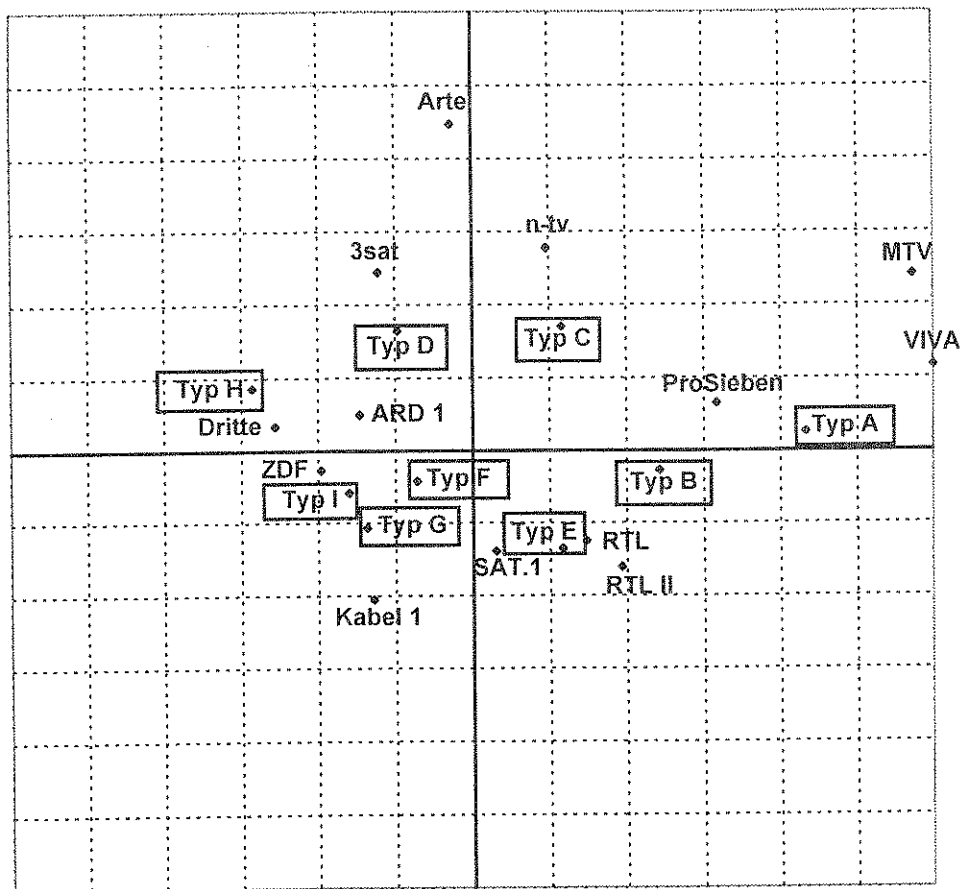 Arte
n-tv
3sat
MTV
VIVA
Typ D
Typ C
Typ H
ProSieben
ARD 1
Typ A
Dritte
ZDF
Typ F
Typ B
Typ I
Typ G
Typ E
RTL
SAT.1
RTL II
Kabel 1